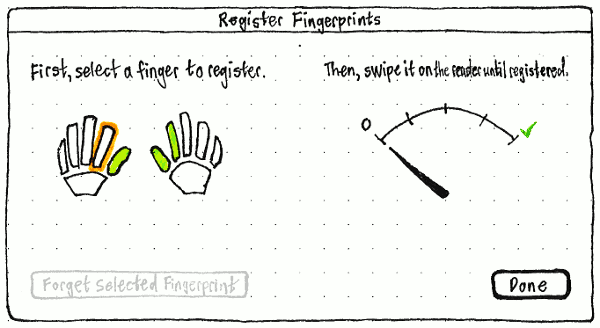 Register Fingerprints
First, select a finger to register.
Then, swipe it on the reader until registered.
0
Forget Selected Fingerprint
Done